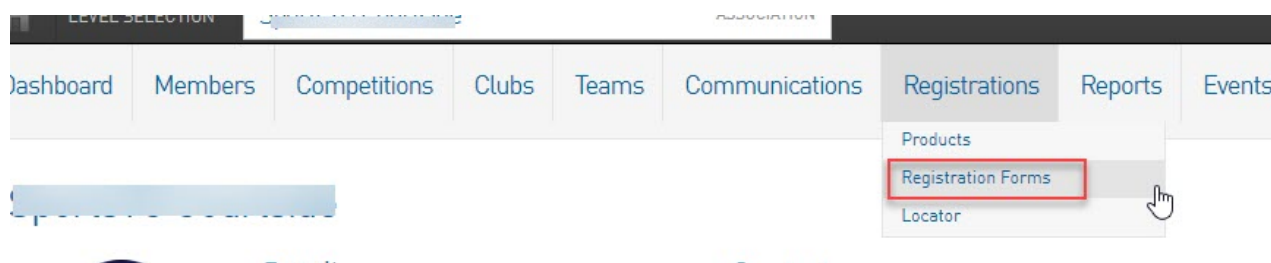 LEVEL SELECTION
ASSOCIATION
Dashboard Members Competitions Clubs Teams Communications Registrations Reports Events
Products
Registration Forms
Locator